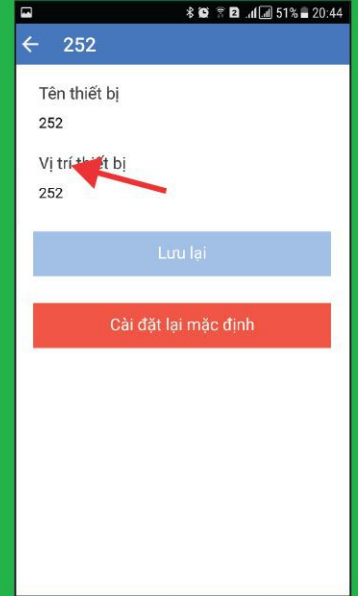 2 51% 20:44
252
Tên thiết bị
252
Vị trí thiết bị
252
Lưu lại
Cài đặt lại mặc định